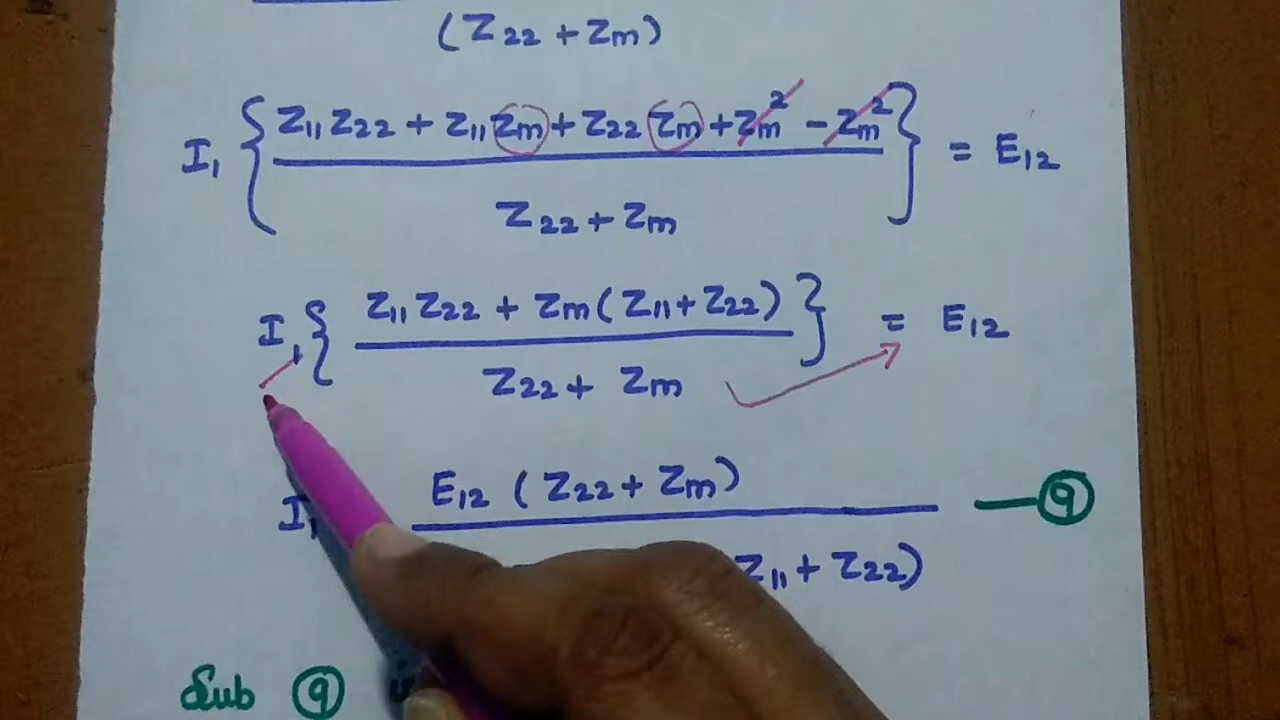 (Z22 + Zm)
Z11 Z22 + Z11 Zm + Z22 Zm + Zm² - Zm²
I1 { } = E12
Z22 + Zm
Z11 Z22 + Zm (Z11 + Z22)
I1 { } = E12
Z22 + Zm
E12 (Z22 + Zm)
I1 — 9
Z11 + Z22)
Sub 9